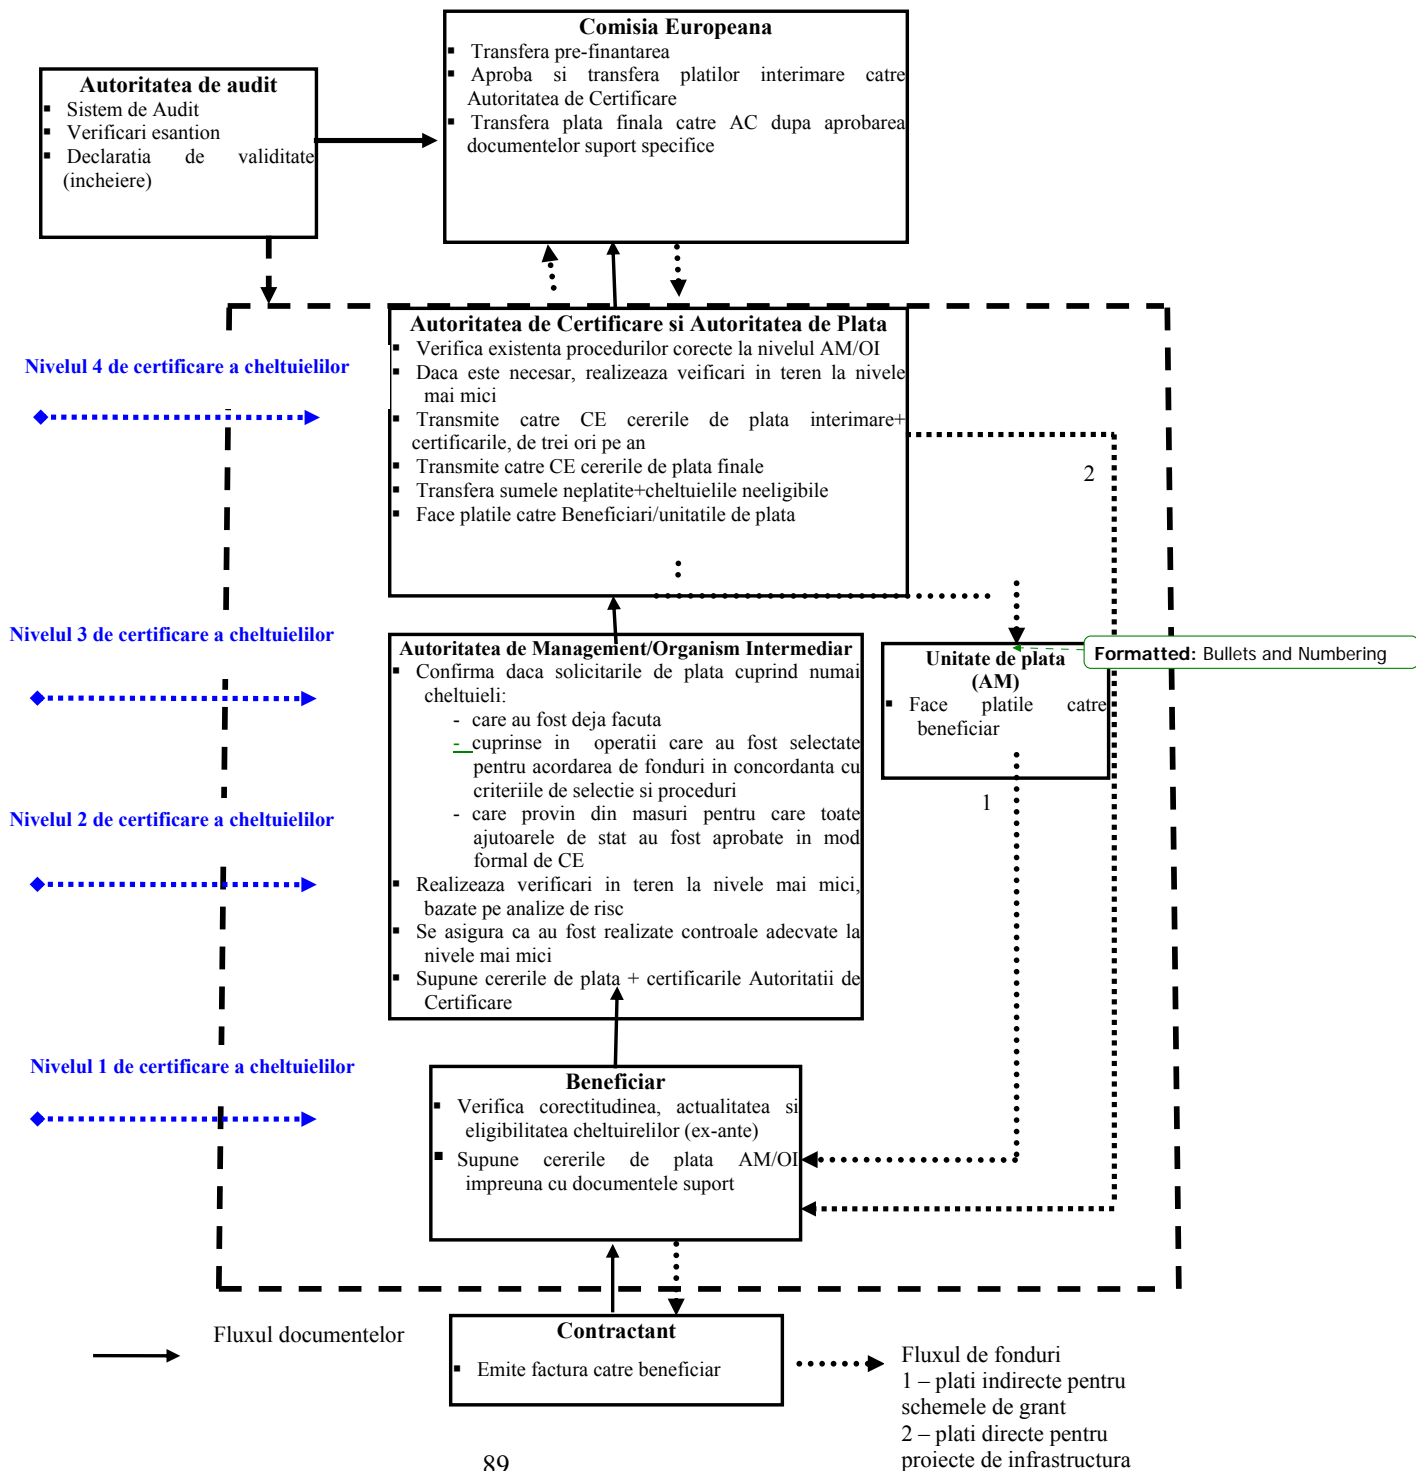 Comisia Europeana
▪ Transfera pre-finantarea
▪ Aproba si transfera platilor interimare catre
Autoritatea de Certificare
▪ Transfera plata finala catre AC dupa aprobarea
documentelor suport specifice
Autoritatea de audit
▪ Sistem de Audit
▪ Verificari esantion
▪ Declaratia de validitate
(incheiere)
Autoritatea de Certificare si Autoritatea de Plata
▪ Verifica existenta procedurilor corecte la nivelul AM/OI
▪ Daca este necesar, realizeaza veificari in teren la nivele
mai mici
▪ Transmite catre CE cererile de plata interimare+
certificarile, de trei ori pe an
▪ Transmite catre CE cererile de plata finale
▪ Transfera sumele neplatite+cheltuielile neeligibile
▪ Face platile catre Beneficiari/unitatile de plata
Nivelul 4 de certificare a cheltuielilor
2
Nivelul 3 de certificare a cheltuielilor
Autoritatea de Management/Organism Intermediar
▪ Confirma daca solicitarile de plata cuprind numai
cheltuieli:
- care au fost deja facuta
- cuprinse in operatii care au fost selectate
pentru acordarea de fonduri in concordanta cu
criteriile de selectie si proceduri
- care provin din masuri pentru care toate
ajutoarele de stat au fost aprobate in mod
formal de CE
▪ Realizeaza verificari in teren la nivele mai mici,
bazate pe analize de risc
▪ Se asigura ca au fost realizate controale adecvate la
nivele mai mici
▪ Supune cererile de plata + certificarile Autoritatii de
Certificare
Unitate de plata
(AM)
▪ Face platile catre
beneficiar
Formatted: Bullets and Numbering
1
Nivelul 2 de certificare a cheltuielilor
Nivelul 1 de certificare a cheltuielilor
Beneficiar
▪ Verifica corectitudinea, actualitatea si
eligibilitatea cheltuirelilor (ex-ante)
▪ Supune cererile de plata AM/OI
impreuna cu documentele suport
Fluxul documentelor
Contractant
▪ Emite factura catre beneficiar
Fluxul de fonduri
1 – plati indirecte pentru
schemele de grant
2 – plati directe pentru
proiecte de infrastructura
89